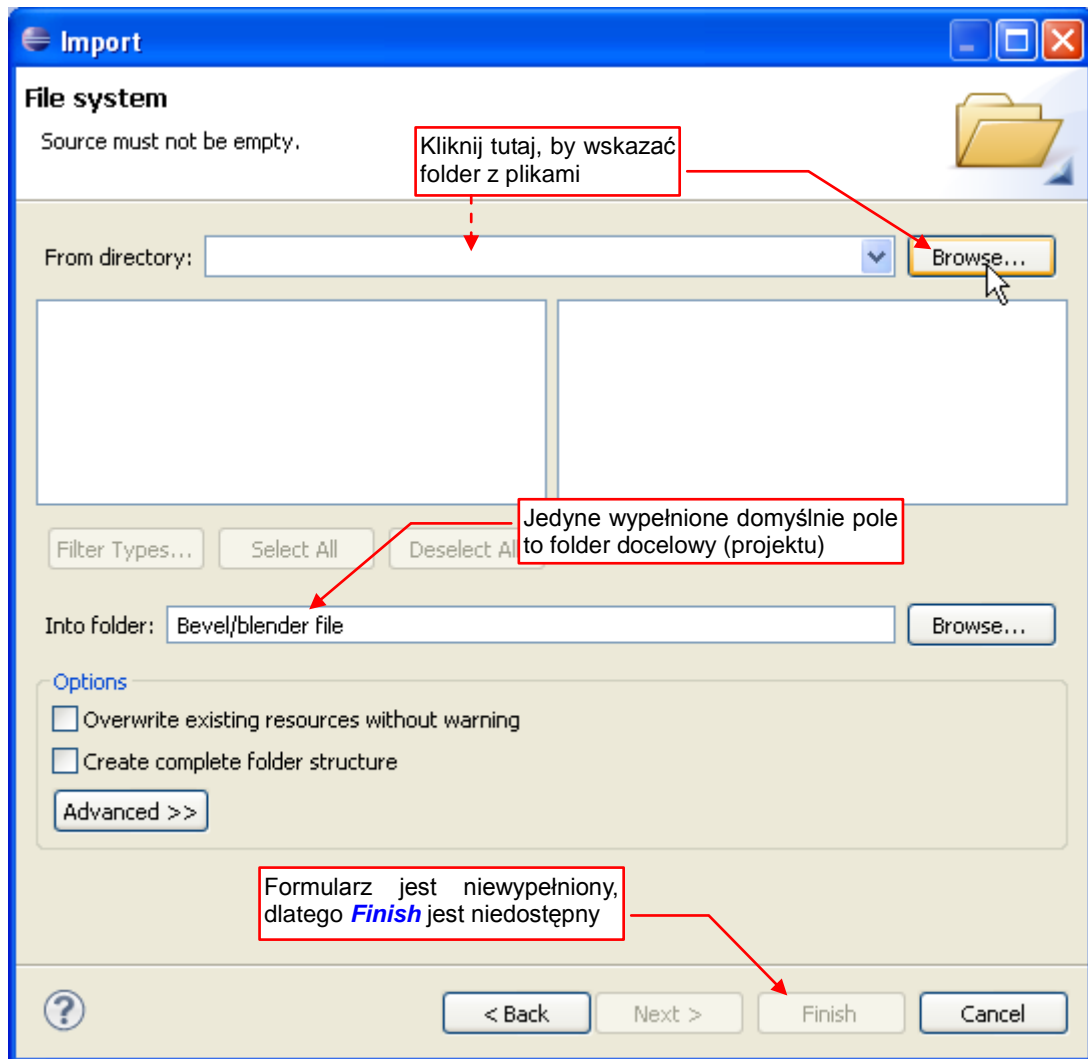 Import
File system
Source must not be empty.
Kliknij tutaj, by wskazać
folder z plikami
From directory:
Browse...
Jedyne wypełnione domyślnie pole
to folder docelowy (projektu)
Filter Types...
Select All
Deselect Al
Into folder:
Bevel/blender file
Browse...
Options
Overwrite existing resources without warning
Create complete folder structure
Advanced >>
Formularz jest niewypełniony,
dlatego Finish jest niedostępny
?
< Back
Next >
Finish
Cancel